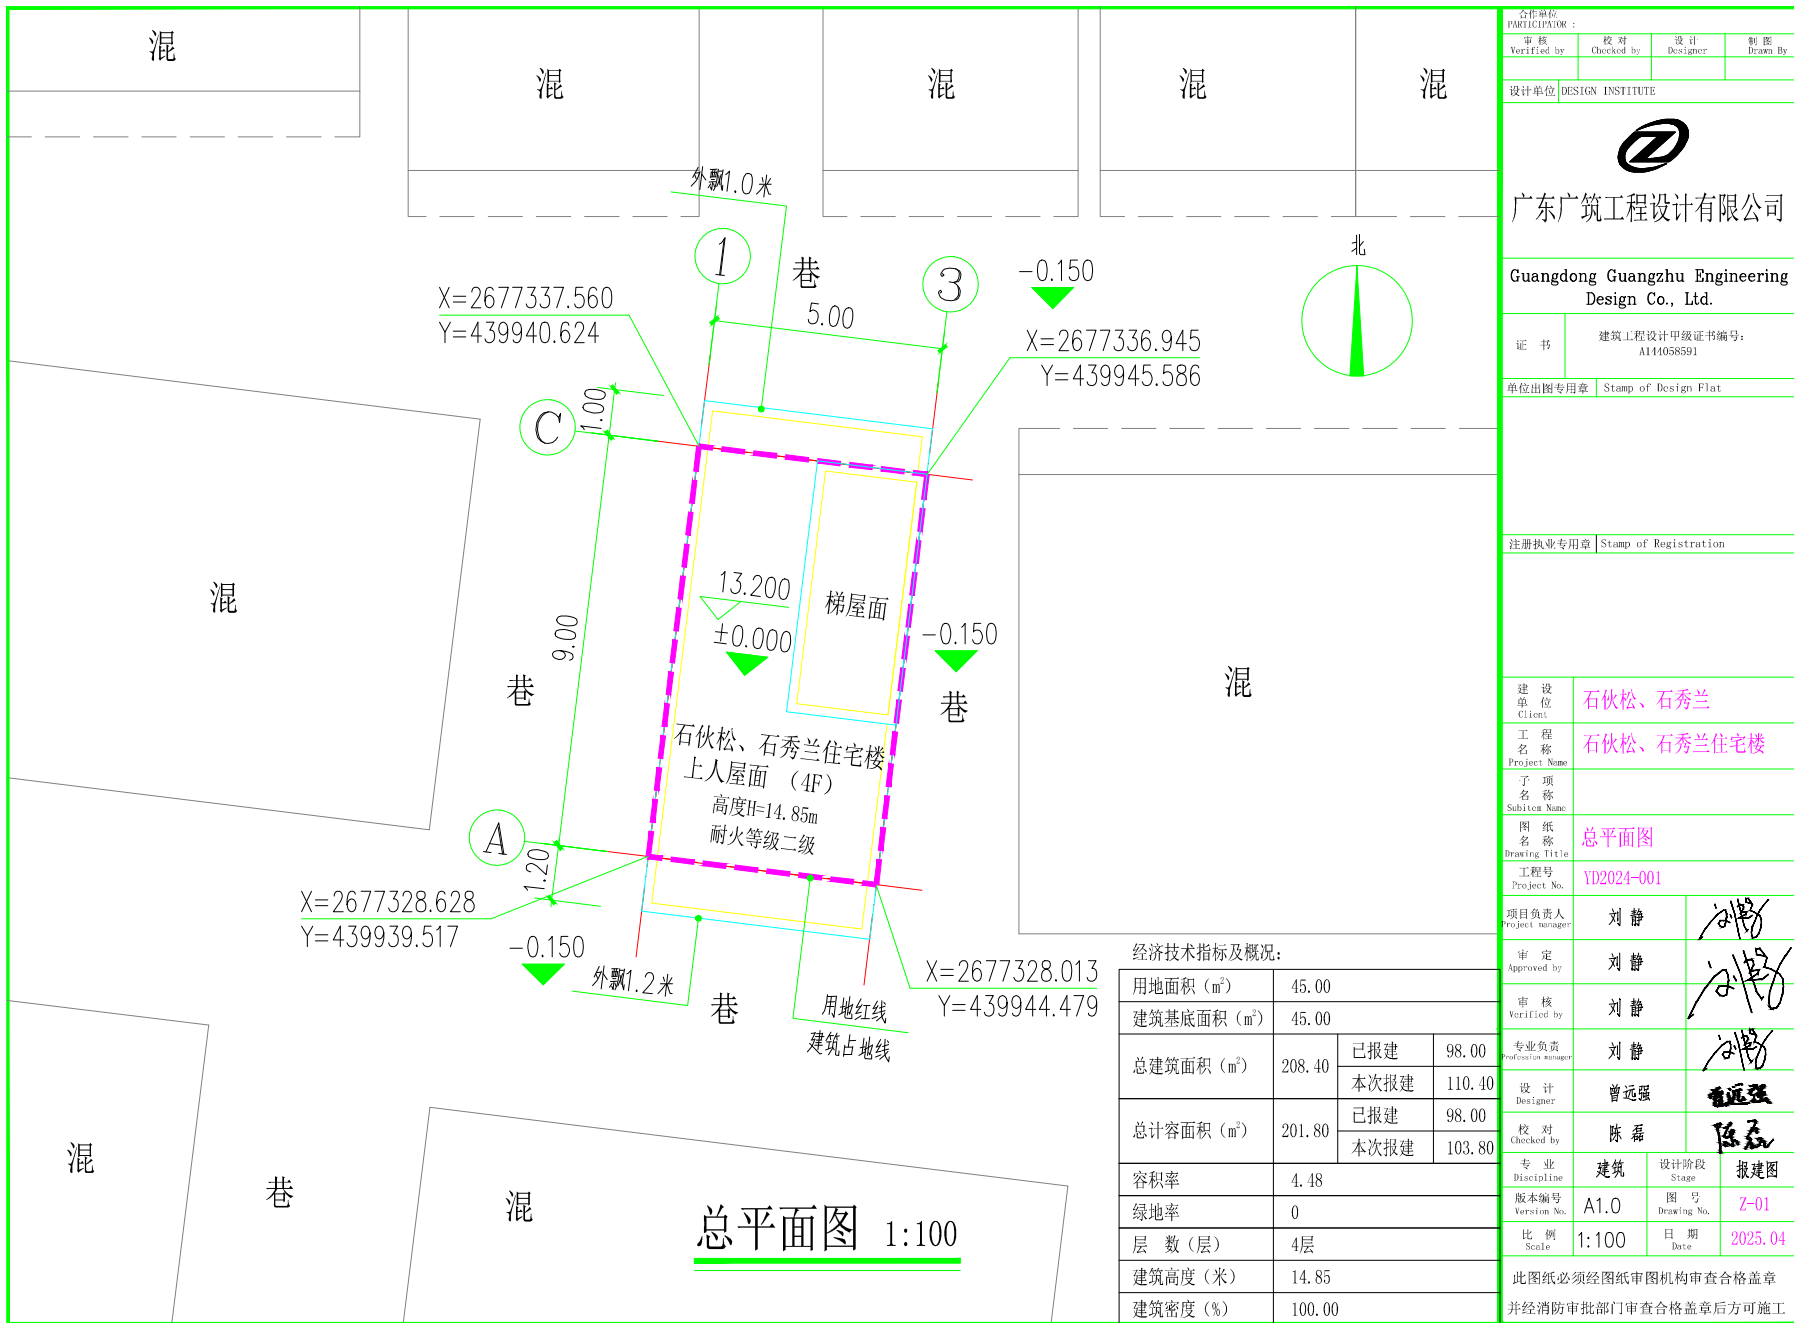 混
混
混
混
混
外飘1.0米
1
3
巷
-0.150
北
X=2677337.560
Y=439940.624
5.00
X=2677336.945
Y=439945.586
1.00
C
混
13.200
±0.000
梯屋面
-0.150
9.00
巷
巷
混
石伙松、石秀兰住宅楼
上人屋面 （4F）
高度H=14.85m
耐火等级二级
A
1.20
X=2677328.628
Y=439939.517
-0.150
外飘1.2米
巷
用地红线
建筑占地线
X=2677328.013
Y=439944.479
混
巷
混
总平面图 1:100
经济技术指标及概况：
用地面积（㎡） 45.00
建筑基底面积（㎡） 45.00
总建筑面积（㎡） 208.40 已报建 98.00
本次报建 110.40
总计容面积（㎡） 201.80 已报建 98.00
本次报建 103.80
容积率 4.48
绿地率 0
层 数（层） 4层
建筑高度（米） 14.85
建筑密度（%） 100.00
合作单位
PARTICIPATOR :
审 核 校 对 设 计 制 图
Verified by Checked by Designer Drawn By
设计单位 DESIGN INSTITUTE
广东广筑工程设计有限公司
Guangdong Guangzhu Engineering
Design Co., Ltd.
证 书 建筑工程设计甲级证书编号：
A144058591
单位出图专用章 Stamp of Design Flat
注册执业专用章 Stamp of Registration
建 设
单 位 石伙松、石秀兰
Client
工 程
名 称 石伙松、石秀兰住宅楼
Project Name
子 项
名 称
Subitem Name
图 纸
名 称 总平面图
Drawing Title
工程号 YD2024-001
Project No.
项目负责人 刘 静 刘静
Project manager
审 定 刘 静 刘静
Approved by
审 核 刘 静
Verified by
专业负责 刘 静 刘静
Profession manager
设 计 曾远强 曾远强
Designer
校 对 陈 磊 陈磊
Checked by
专 业 建筑 设计阶段 报建图
Discipline Stage
版本编号 A1.0 图 号 Z-01
Version No. Drawing No.
比 例 1:100 日 期 2025.04
Scale Date
此图纸必须经图纸审图机构审查合格盖章
并经消防审批部门审查合格盖章后方可施工